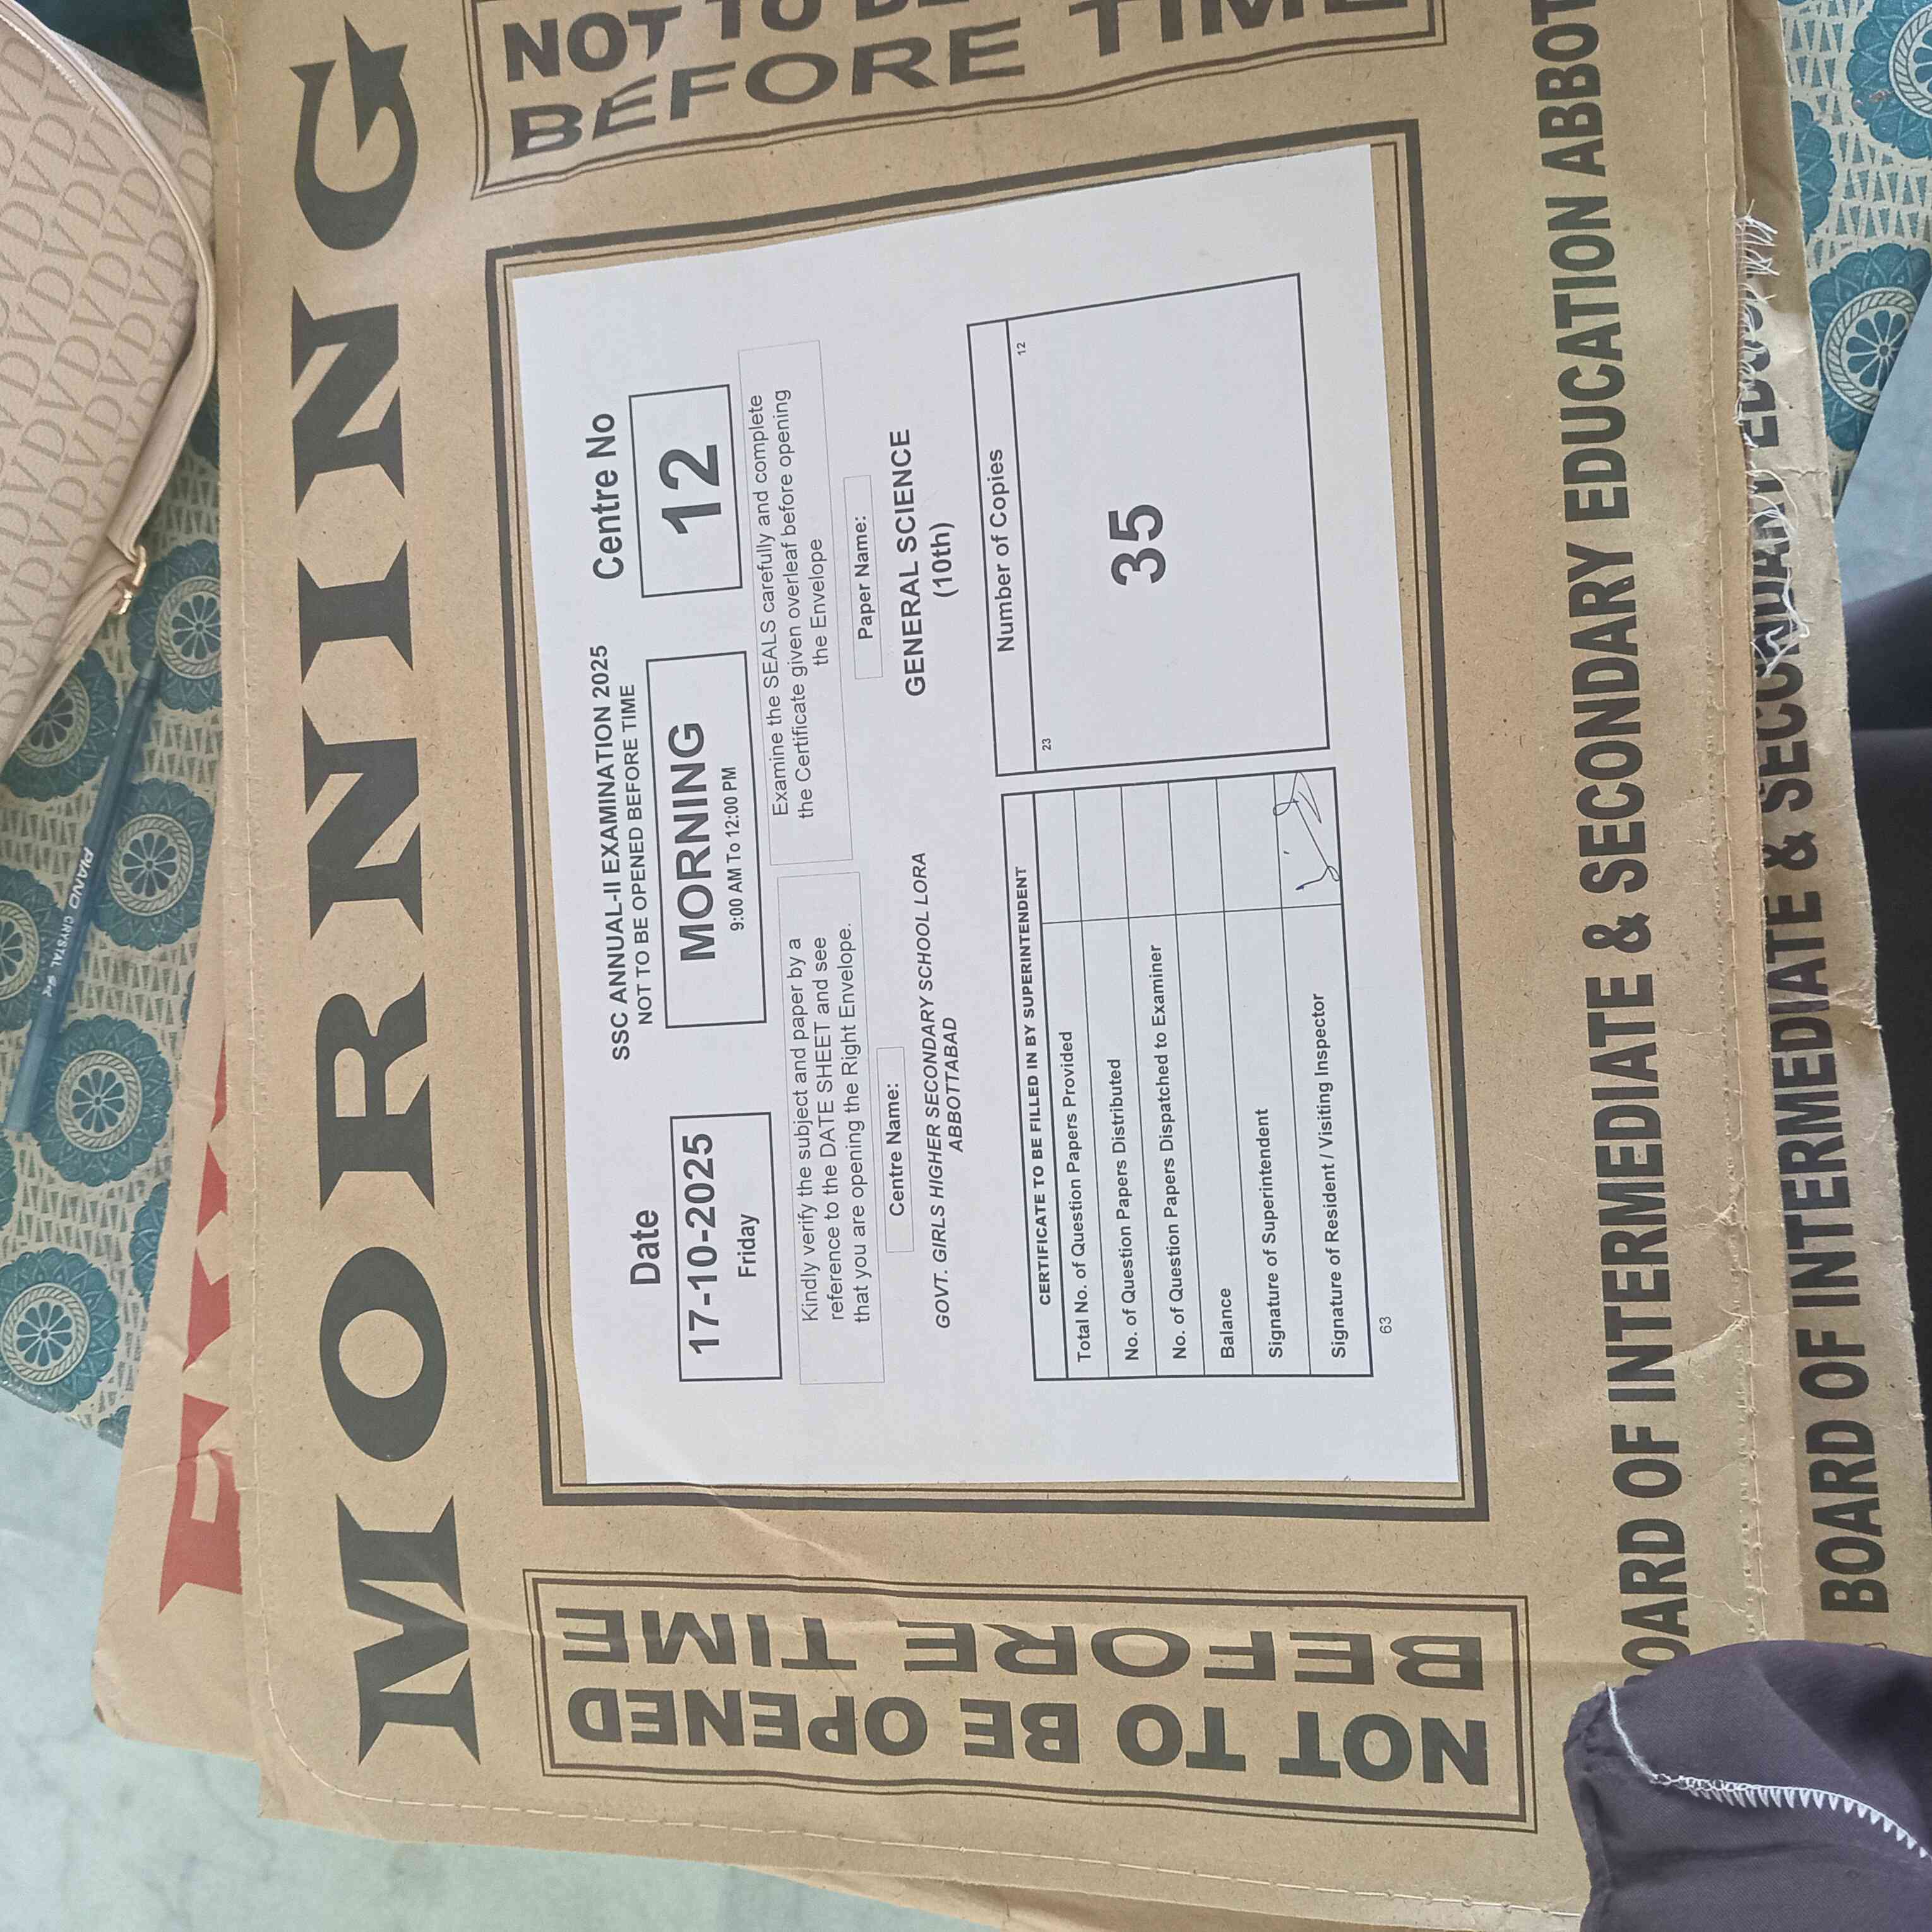 MORNING
NOT TO BE OPENED
BEFORE TIME
NOT TO
BEFORE TIME
Date
17-10-2025
Friday
SSC ANNUAL-II EXAMINATION 2025
NOT TO BE OPENED BEFORE TIME
MORNING
9:00 AM To 12:00 PM
Centre No
12
Kindly verify the subject and paper by a
reference to the DATE SHEET and see
that you are opening the Right Envelope.
Examine the SEALS carefully and complete
the Certificate given overleaf before opening
the Envelope
Centre Name:
GOVT. GIRLS HIGHER SECONDARY SCHOOL LORA
ABBOTTABAD
Paper Name:
GENERAL SCIENCE
(10th)
CERTIFICATE TO BE FILLED IN BY SUPERINTENDENT
Total No. of Question Papers Provided
No. of Question Papers Distributed
No. of Question Papers Dispatched to Examiner
Balance
Signature of Superintendent
Signature of Resident / Visiting Inspector
Number of Copies
23
12
35
63
BOARD OF INTERMEDIATE & SECONDARY EDUCATION ABBOT
BOARD OF INTERMEDIATE & SECONDARY
PIANO CRYSTAL Gel